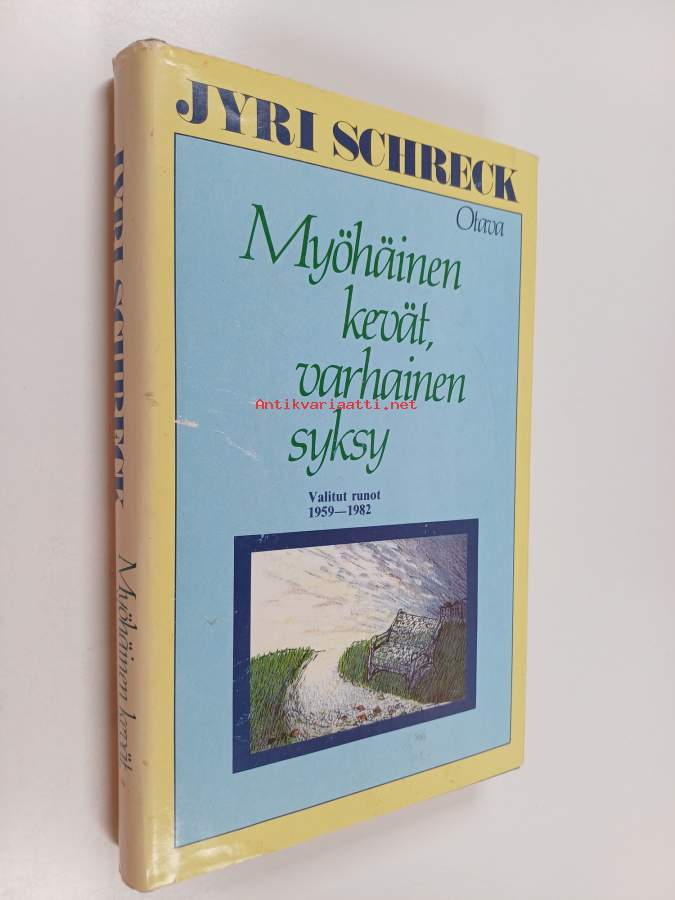 JYRI SCHRECK
Otava
Myöhäinen
kevät,
varhainen
Antikvariaatti.net
syksy
Valitut runot
1959—1982
JYRI SCHRECK Myöhäinen kevät,